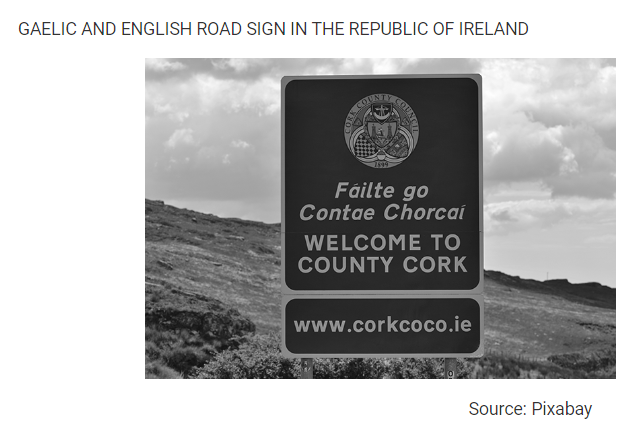 GAELIC AND ENGLISH ROAD SIGN IN THE REPUBLIC OF IRELAND
CORK COUNTY COUNCIL
1899
Fáilte go
Contae Chorcaí
WELCOME TO
COUNTY CORK
www.corkcoco.ie
Source: Pixabay